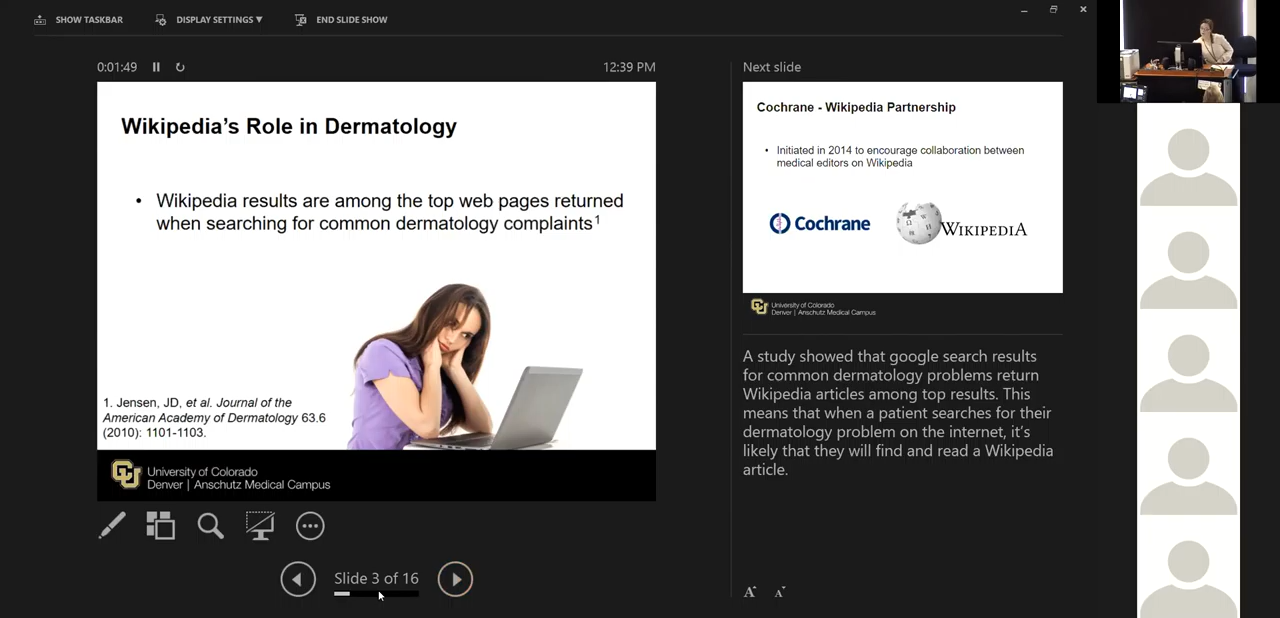 SHOW TASKBAR
DISPLAY SETTINGS ▼
END SLIDE SHOW
0:01:49
12:39 PM
Wikipedia's Role in Dermatology
• Wikipedia results are among the top web pages returned
when searching for common dermatology complaints1
1. Jensen, JD, et al. Journal of the
American Academy of Dermatology 63.6
(2010): 1101-1103.
University of Colorado
Denver | Anschutz Medical Campus
Slide 3 of 16
Next slide
Cochrane - Wikipedia Partnership
• Initiated in 2014 to encourage collaboration between
medical editors on Wikipedia
Cochrane
WIKIPEDIA
University of Colorado
Denver | Anschutz Medical Campus
A study showed that google search results
for common dermatology problems return
Wikipedia articles among top results. This
means that when a patient searches for their
dermatology problem on the internet, it's
likely that they will find and read a Wikipedia
article.
A A